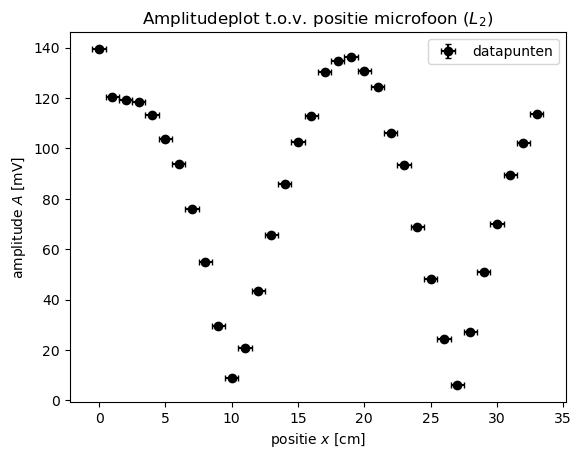 Amplitudeplot t.o.v. positie microfoon (L₂)
datapunten
amplitude A [mV]
140
120
100
80
60
40
20
0
0 5 10 15 20 25 30 35
positie x [cm]